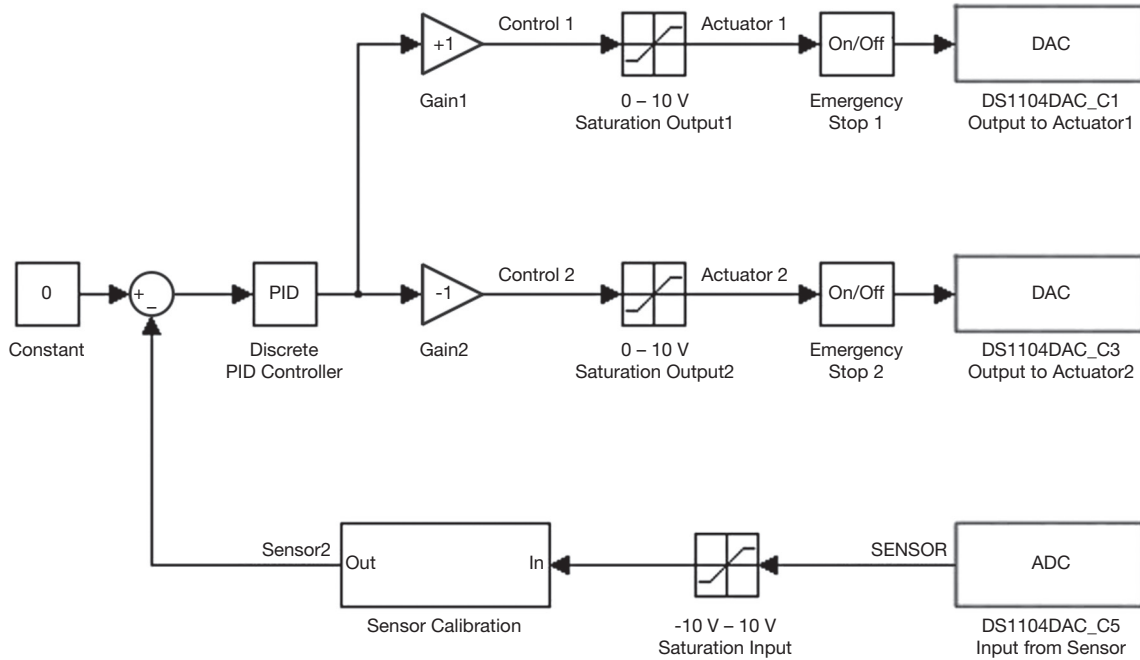 Control 1
Actuator 1
+1
On/Off
DAC
Gain1
0 – 10 V
Saturation Output1
Emergency
Stop 1
DS1104DAC_C1
Output to Actuator1
0
+
_
PID
-1
Control 2
Actuator 2
On/Off
DAC
Constant
Discrete
PID Controller
Gain2
0 – 10 V
Saturation Output2
Emergency
Stop 2
DS1104DAC_C3
Output to Actuator2
Sensor2
Out
In
SENSOR
ADC
Sensor Calibration
-10 V – 10 V
Saturation Input
DS1104DAC_C5
Input from Sensor